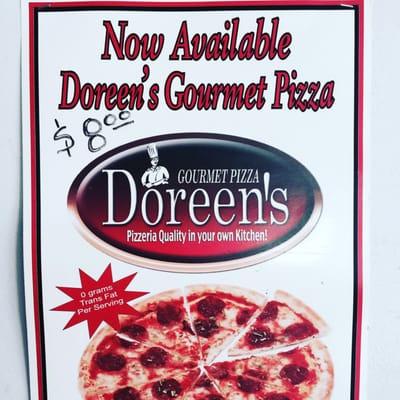 Now Available
Doreen's Gourmet Pizza
$8.00
GOURMET PIZZA
Doreen's
Pizzeria Quality in your own Kitchen!
0 grams
Trans Fat
Per Serving